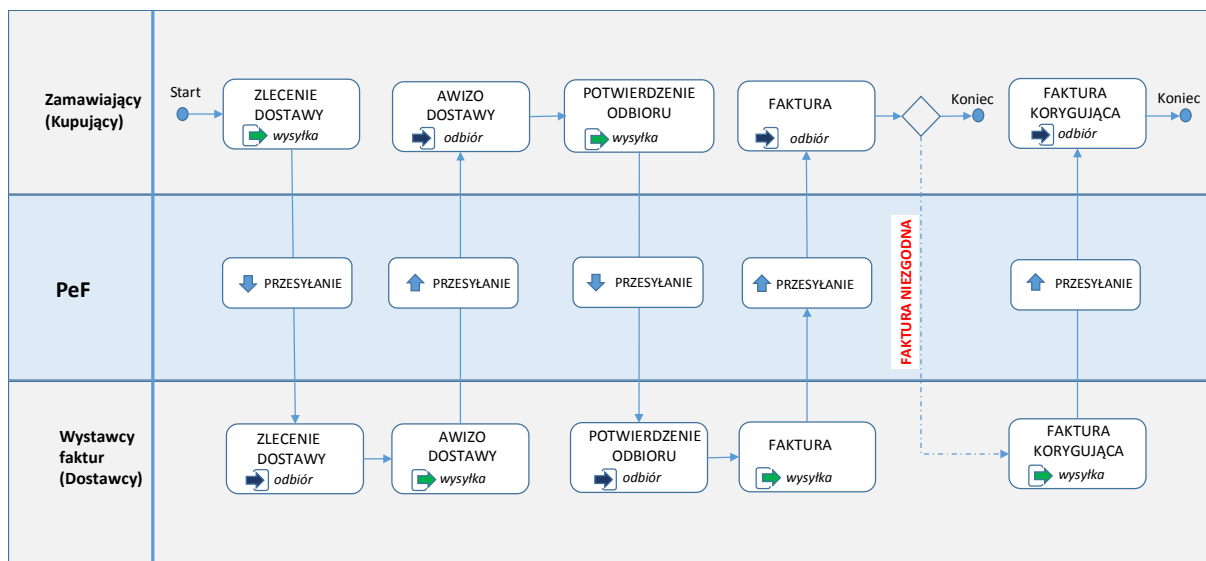 Zamawiający
(Kupujący)
Start
ZLECENIE
DOSTAWY
wysyłka
AWIZO
DOSTAWY
odbiór
POTWIERDZENIE
ODBIORU
wysyłka
FAKTURA
odbiór
Koniec
FAKTURA
KORYGUJĄCA
odbiór
Koniec
PeF
PRZESYŁANIE
PRZESYŁANIE
PRZESYŁANIE
PRZESYŁANIE
FAKTURA NIEZGODNA
PRZESYŁANIE
Wystawcy
faktur
(Dostawcy)
ZLECENIE
DOSTAWY
odbiór
AWIZO
DOSTAWY
wysyłka
POTWIERDZENIE
ODBIORU
odbiór
FAKTURA
wysyłka
FAKTURA
KORYGUJĄCA
wysyłka